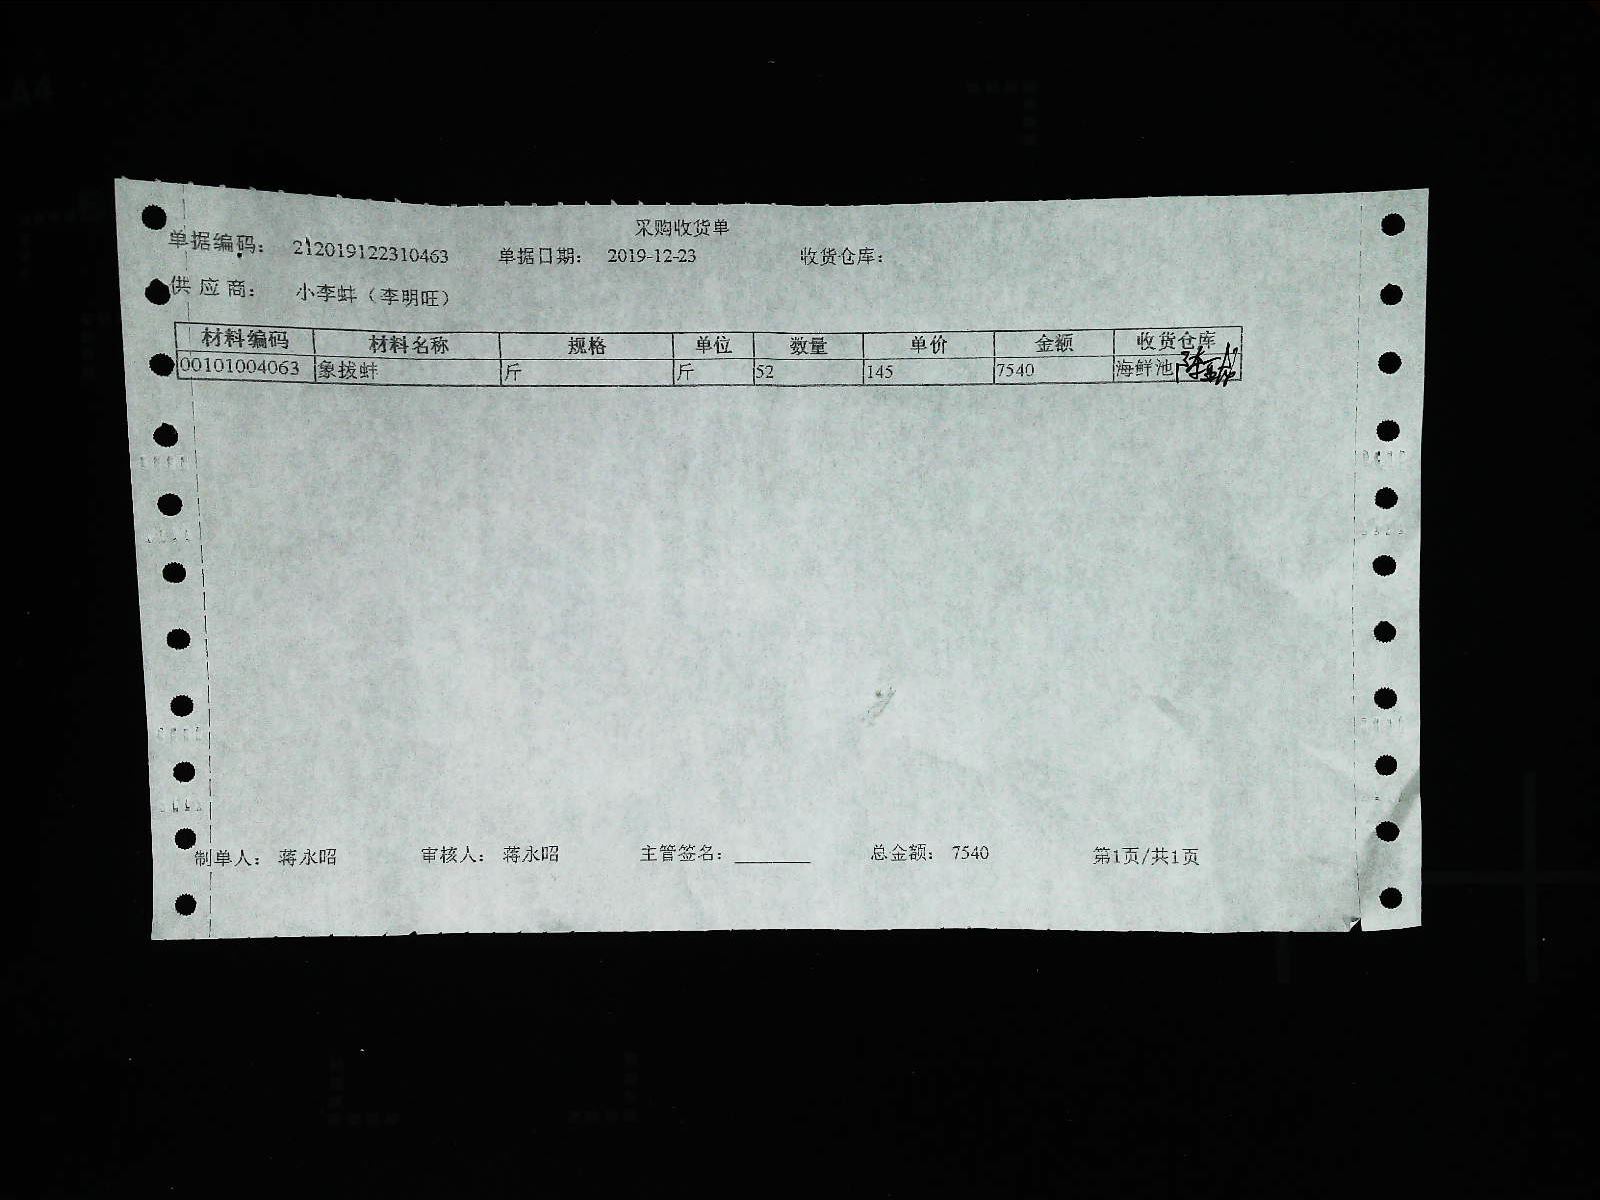 采购收货单
单据编码： 212019122310463 单据日期： 2019-12-23 收货仓库：
供应商： 小李蚌（李明旺）
材料编码 材料名称 规格 单位 数量 单价 金额 收货仓库
00101004063 象拔蚌 斤 斤 52 145 7540 海鲜池
制单人： 蒋永昭 审核人： 蒋永昭 主管签名：________ 总金额： 7540 第1页/共1页